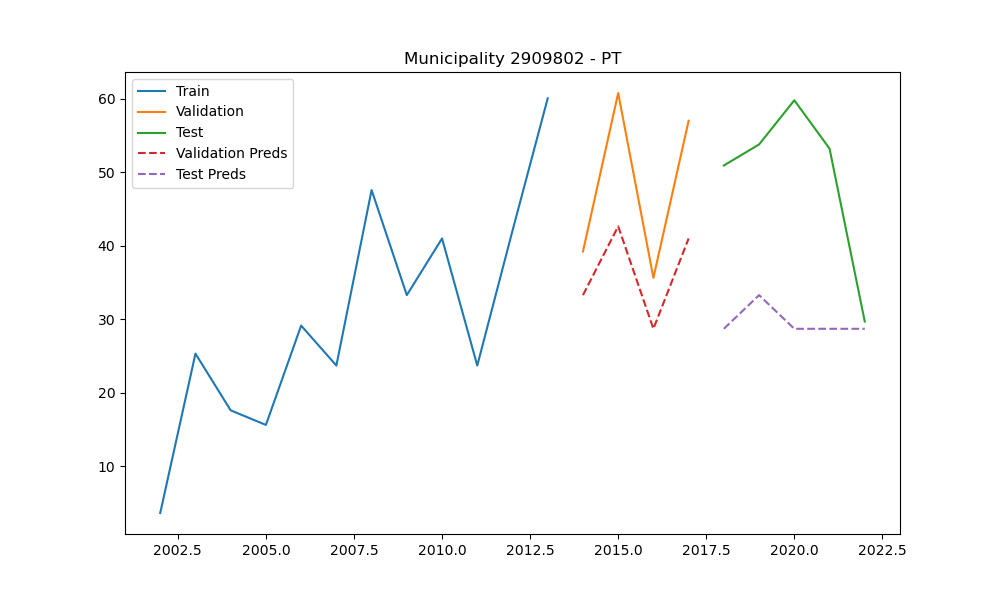 Municipality 2909802 - PT
Train
Validation
Test
Validation Preds
Test Preds
60
50
40
30
20
10
2002.5 2005.0 2007.5 2010.0 2012.5 2015.0 2017.5 2020.0 2022.5